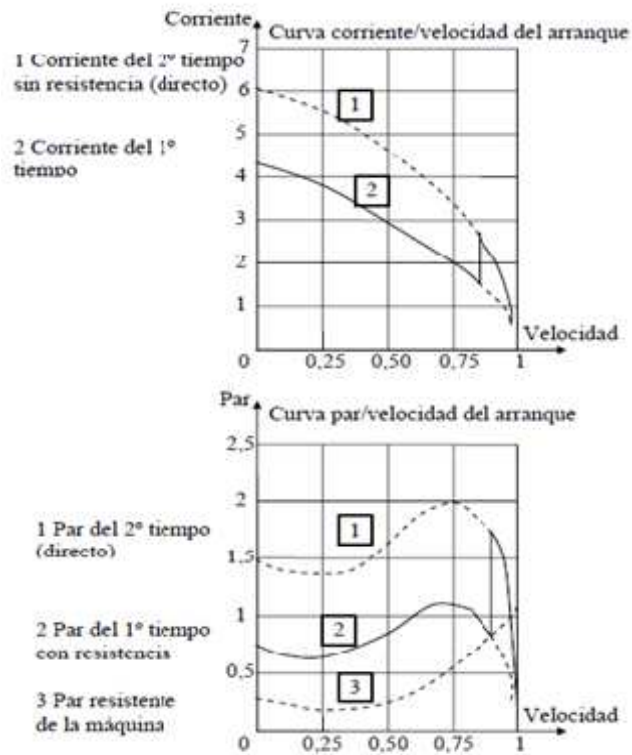 Corriente
Curva corriente/velocidad del arranque
7
1 Corriente del 2º tiempo
sin resistencia (directo)
6
1
5
2 Corriente del 1º
tiempo
4
2
3
2
1
Velocidad
0
0,25
0,50
0,75
1
Par
Curva par/velocidad del arranque
2,5
2
1 Par del 2º tiempo
(directo)
1
1,5
2 Par del 1º tiempo
con resistencia
1
2
3 Par resistente
de la máquina
0,5
3
Velocidad
0
0,25
0,50
0,75
1